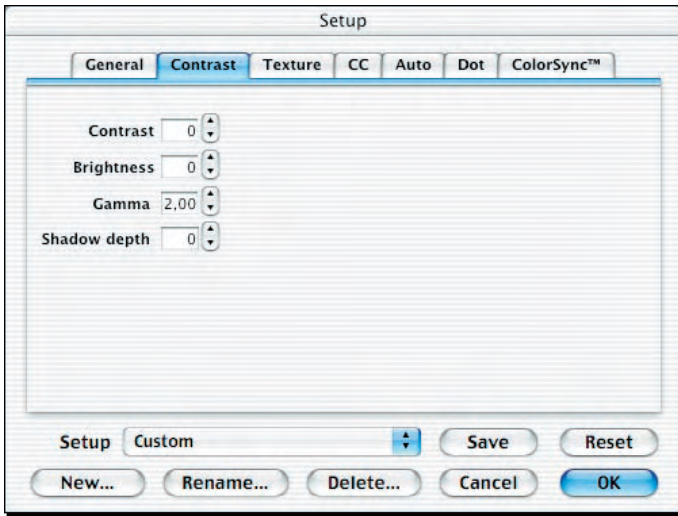 Setup
General Contrast Texture CC Auto Dot ColorSync™
Contrast 0
Brightness 0
Gamma 2,00
Shadow depth 0
Setup Custom Save Reset
New... Rename... Delete... Cancel OK